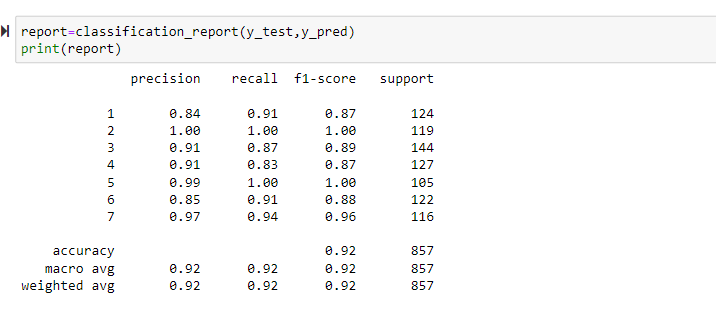 report=classification_report(y_test,y_pred)
print(report)
precision recall f1-score support
1 0.84 0.91 0.87 124
2 1.00 1.00 1.00 119
3 0.91 0.87 0.89 144
4 0.91 0.83 0.87 127
5 0.99 1.00 1.00 105
6 0.85 0.91 0.88 122
7 0.97 0.94 0.96 116
accuracy 0.92 857
macro avg 0.92 0.92 0.92 857
weighted avg 0.92 0.92 0.92 857